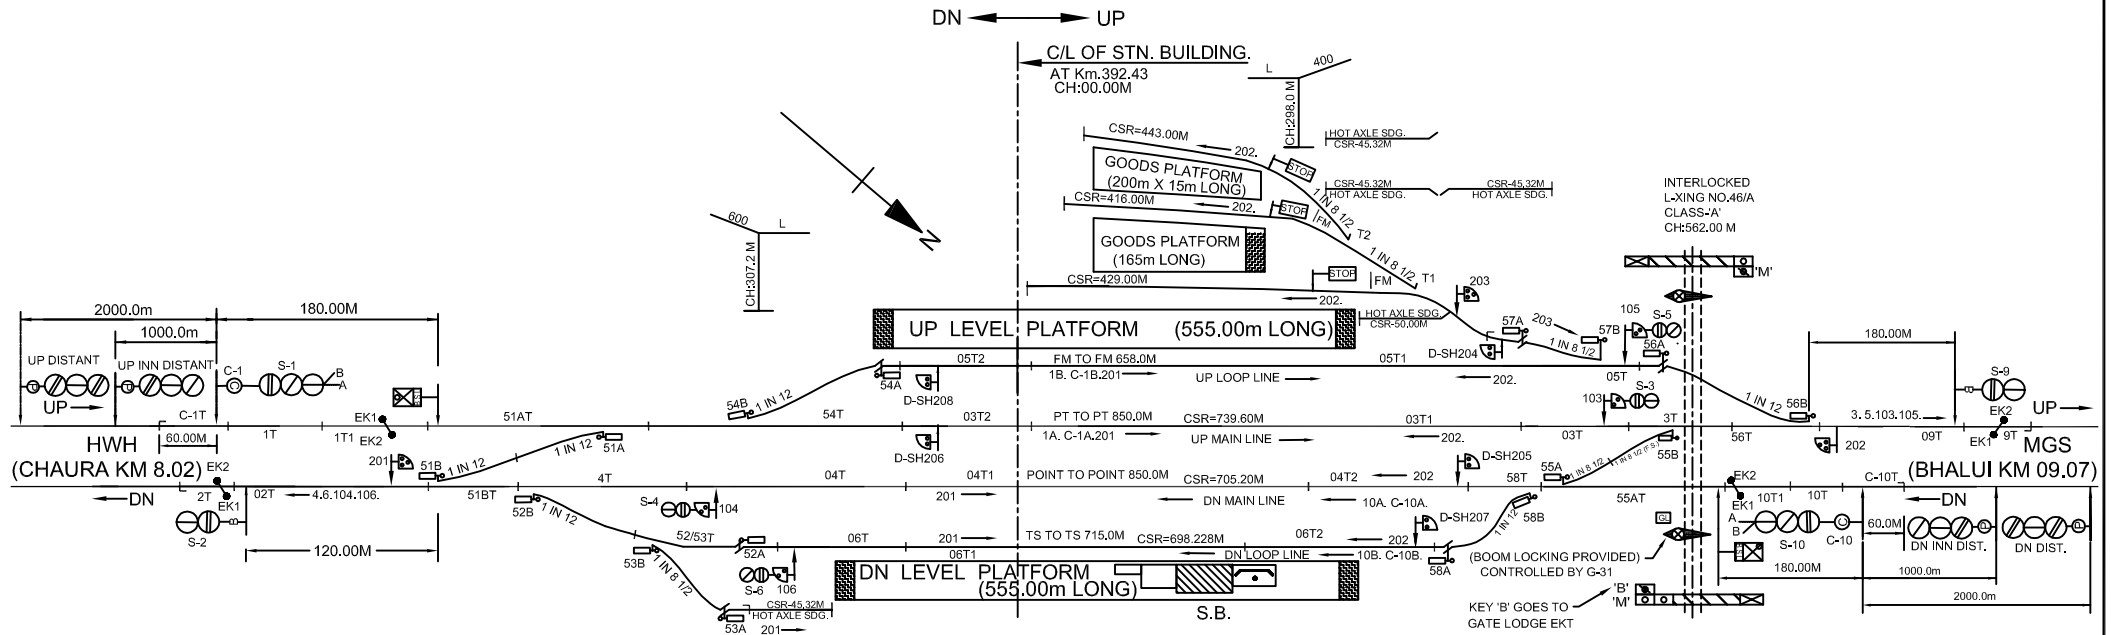 DN UP
C/L OF STN. BUILDING.
AT Km.392.43
CH:00.00M
L 400
CH:298.0 M
HOT AXLE SDG.
CSR-45.32M
CSR=443.00M
202.
STOP
GOODS PLATFORM
(200m X 15m LONG)
1 IN 8 1/2
T2
CSR-45.32M
HOT AXLE SDG.
CSR-45.32M
HOT AXLE SDG.
CSR=416.00M
202.
STOP
FM
GOODS PLATFORM
(165m LONG)
1 IN 8 1/2
T1
CSR=429.00M
STOP
FM
202.
203
INTERLOCKED
L-XING NO.46/A
CLASS-'A'
CH:562.00 M
'M'
600 L
CH:307.2 M
N
2000.0m
180.00M
1000.0m
UP DISTANT
UP INN DISTANT
C-1
S-1
B
A
P
P
C
UP
UP LEVEL PLATFORM (555.00m LONG)
HOT AXLE SDG.
CSR-50.00M
57A
203
57B
105
S-5
1 IN 8 1/2
56A
D-SH204
180.00M
S-9
05T2
FM TO FM 658.0M
05T1
05T
54A
1B. C-1B.201
UP LOOP LINE
202.
D-SH208
54B
1 IN 12
S-3
103
1 IN 12
56B
C-1T
EK1
51AT
54T
03T2
PT TO PT 850.0M
CSR=739.60M
03T1
3T
3. 5.103.105.
EK2
UP
HWH
60.00M
1T
1T1
EK2
51A
1A. C-1A.201
UP MAIN LINE
202.
03T
56T
202
09T
EK1
9T
MGS
(CHAURA KM 8.02)
EK2
201
51B
1 IN 12
1 IN 12
D-SH206
D-SH205
55A
1 IN 8 1/2
1 IN 8 1/2 (F.S.)
55B
EK2
(BHALUI KM 09.07)
DN
2T
EK1
02T
4.6.104.106.
51BT
4T
04T
04T1
POINT TO POINT 850.0M
CSR=705.20M
04T2
202
58T
55AT
EK1
10T1
10T
C-10T
DN
52B
1 IN 12
S-4
104
201
DN MAIN LINE
10A. C-10A.
58B
1 IN 12
S-2
B
120.00M
52/53T
52A
06T
201
TS TO TS 715.0M
CSR=698.228M
06T2
D-SH207
202
06T1
DN LOOP LINE
10B. C-10B.
58A
53B
1 IN 8 1/2
S-6
106
CSR-45.32M
HOT AXLE SDG.
53A
201
DN LEVEL PLATFORM
(555.00m LONG)
S.B.
GL
(BOOM LOCKING PROVIDED)
CONTROLLED BY G-31
A
B
S-10
C
C-10
60.0M
P
DN INN DIST.
P
DN DIST.
180.00M
1000.0m
2000.0m
KEY 'B' GOES TO
GATE LODGE EKT
'B'
'M'